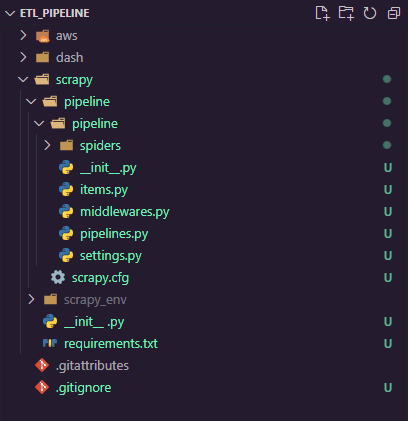 ETL_PIPELINE
aws
dash
scrapy
pipeline
pipeline
spiders
__init__.py
U
items.py
U
middlewares.py
U
pipelines.py
U
settings.py
U
scrapy.cfg
U
scrapy_env
__init__ .py
U
requirements.txt
U
.gitattributes
.gitignore
U